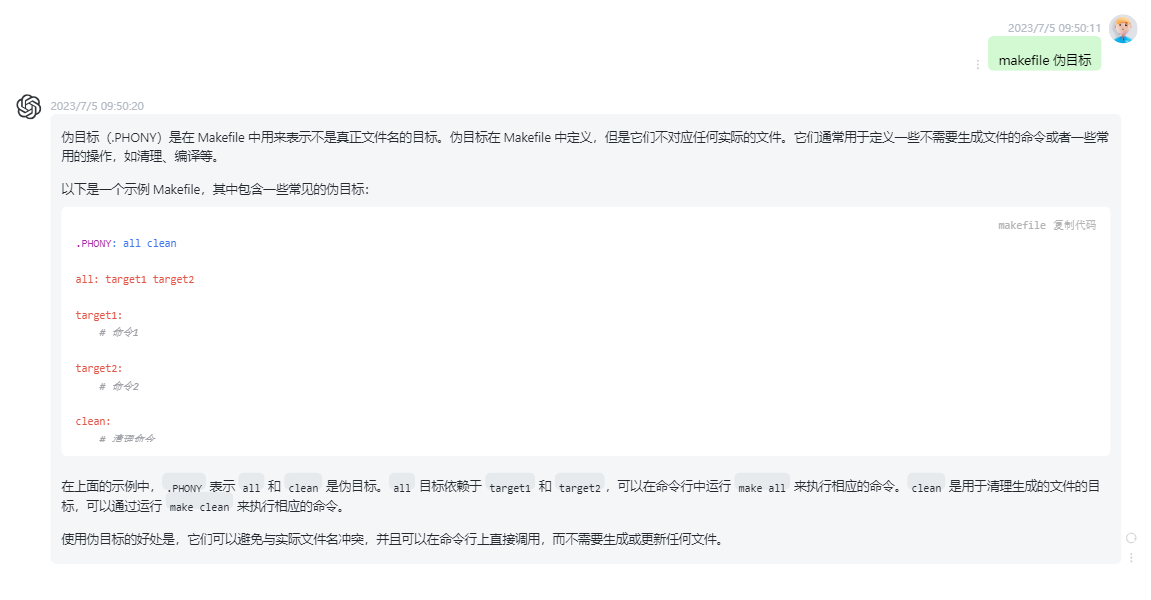 2023/7/5 09:50:11
makefile 伪目标
2023/7/5 09:50:20
伪目标（.PHONY）是在 Makefile 中用来表示不是真正文件名的目标。伪目标在 Makefile 中定义，但是它们不对应任何实际的文件。它们通常用于定义一些不需要生成文件的命令或者一些常
用的操作，如清理、编译等。
以下是一个示例 Makefile，其中包含一些常见的伪目标：
makefile 复制代码
.PHONY: all clean
all: target1 target2
target1:
# 命令1
target2:
# 命令2
clean:
# 清理命令
在上面的示例中， .PHONY 表示 all 和 clean 是伪目标。 all 目标依赖于 target1 和 target2 ，可以在命令行中运行 make all 来执行相应的命令。 clean 是用于清理生成的文件的目
标，可以通过运行 make clean 来执行相应的命令。
使用伪目标的好处是，它们可以避免与实际文件名冲突，并且可以在命令行上直接调用，而不需要生成或更新任何文件。